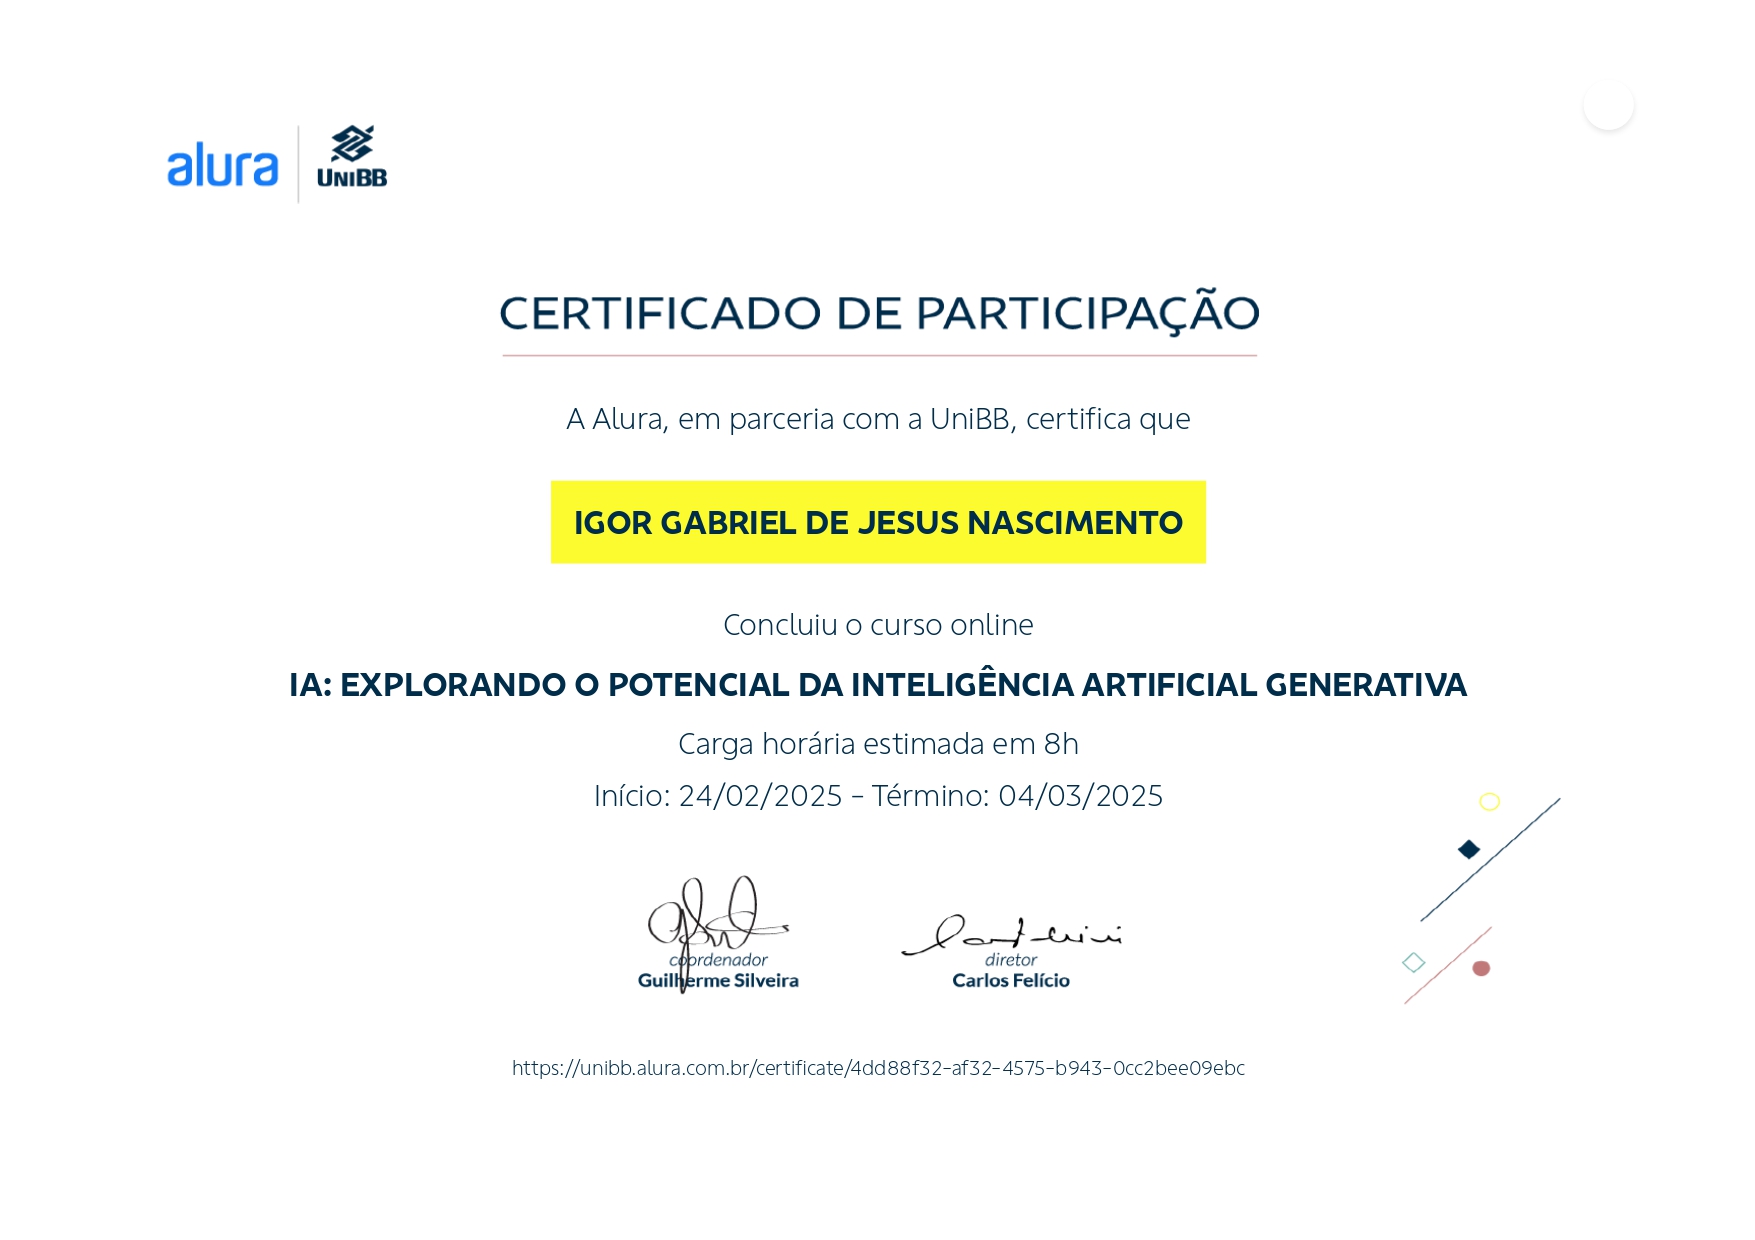 alura
UNIBB
CERTIFICADO DE PARTICIPAÇÃO
A Alura, em parceria com a UniBB, certifica que
IGOR GABRIEL DE JESUS NASCIMENTO
Concluiu o curso online
IA: EXPLORANDO O POTENCIAL DA INTELIGÊNCIA ARTIFICIAL GENERATIVA
Carga horária estimada em 8h
Início: 24/02/2025 - Término: 04/03/2025
coordenador
Guilherme Silveira
diretor
Carlos Felício
https://unibb.alura.com.br/certificate/4dd88f32-af32-4575-b943-0cc2bee09ebc